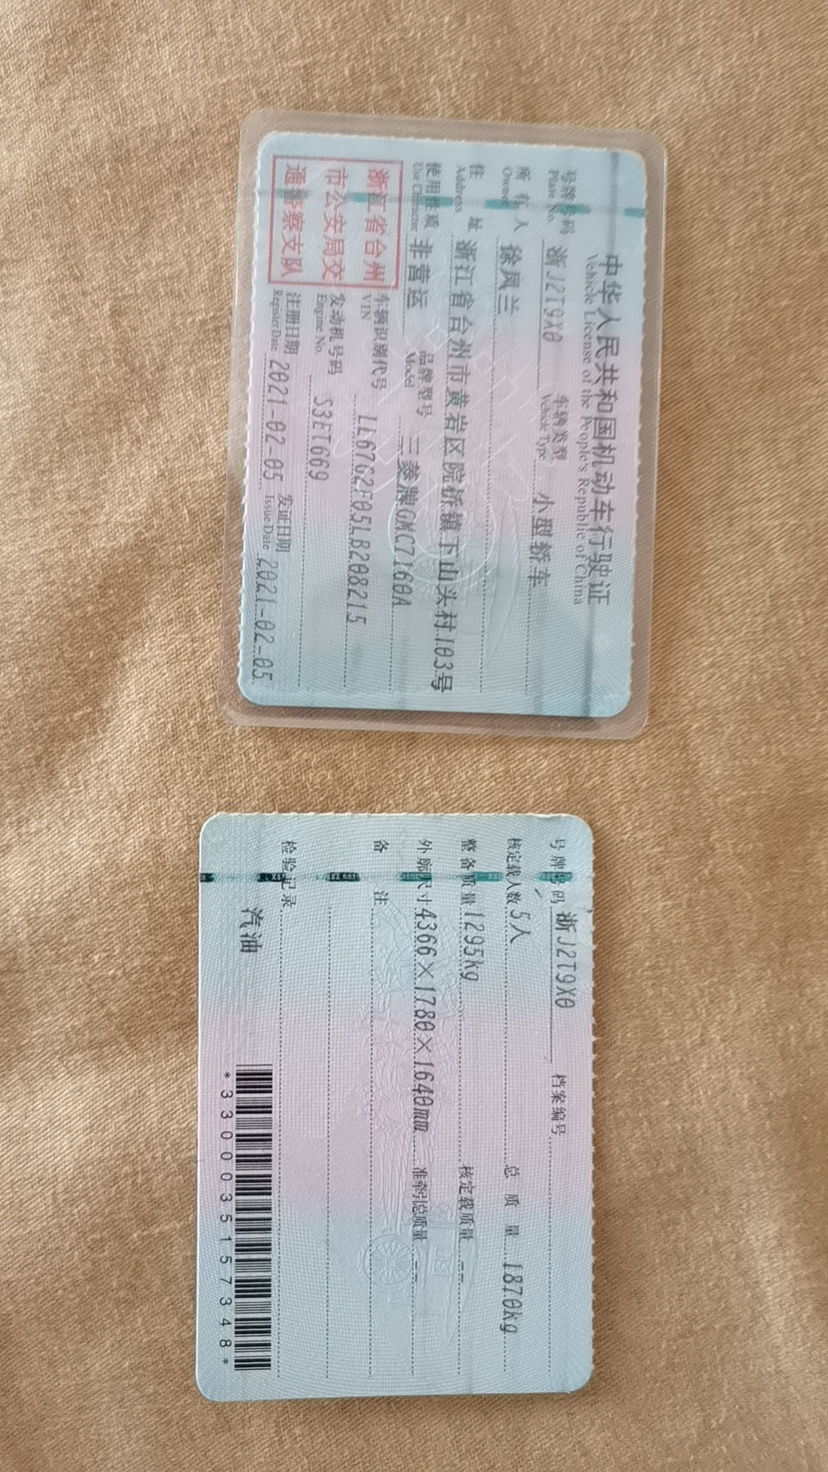 中华人民共和国机动车行驶证
Vehicle License of the People's Republic of China
号牌号码 浙J2T9X0 车辆类型 小型轿车
Plate No. Vehicle Type
所有人 徐凤兰
Owner
住址 浙江省台州市黄岩区院桥镇下山头村103号
Address
使用性质 非营运 品牌型号 三菱牌GMC7160A
Use Character Model
浙江省台州
市公安局交
通警察支队
车辆识别代号 LL67G2F05LB208215
VIN
发动机号码 S3ET669
Engine No.
注册日期 2021-02-05 发证日期 2021-02-05
Register Date Issue Date
号牌号码 浙J2T9X0 档案编号
核定载人数 5人 总质量 1870kg
整备质量 1295kg 核定载质量 --
外廓尺寸 4366×1780×1640mm 准牵引总质量 --
备注
检验记录
汽油
*3300035157348*